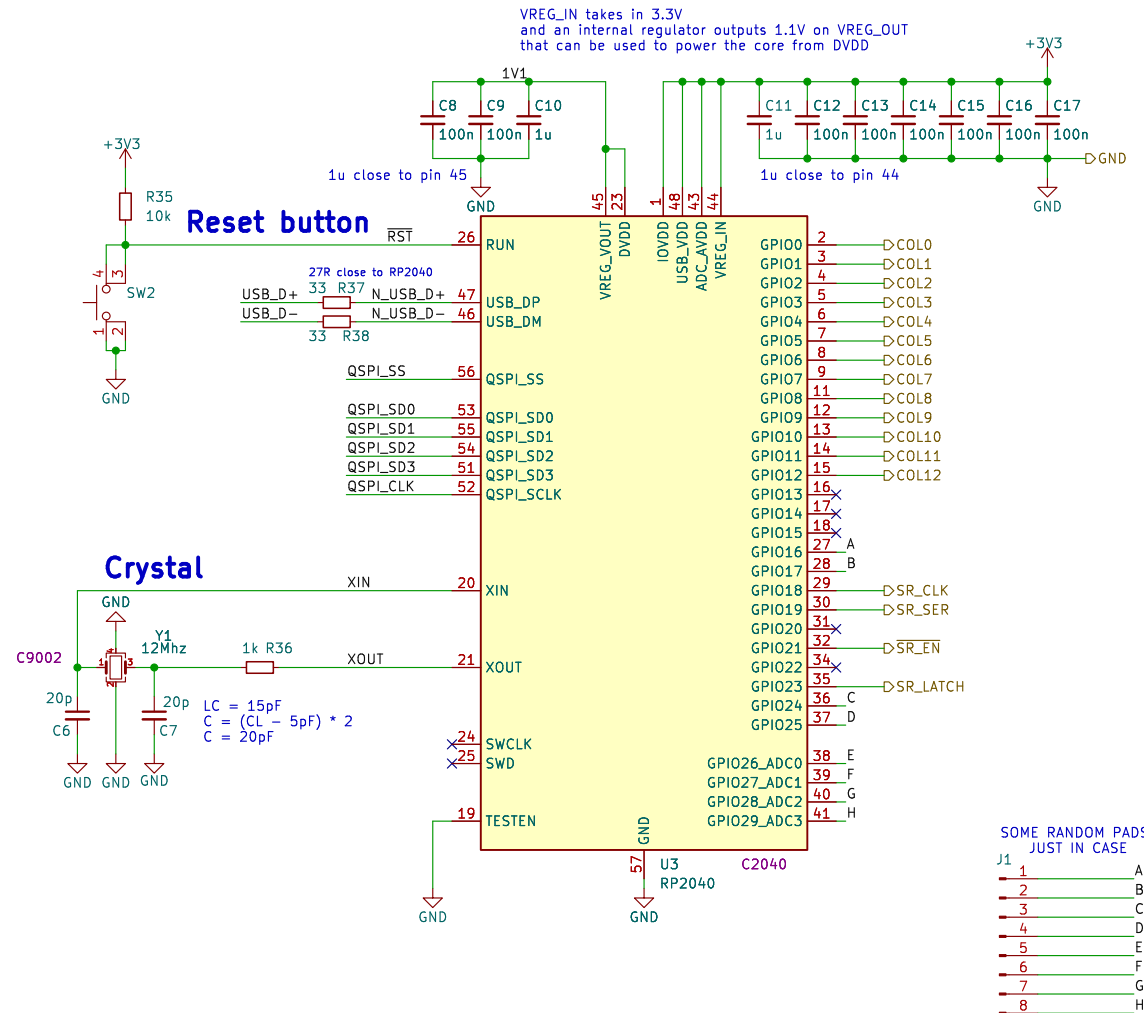 VREG_IN takes in 3.3V
and an internal regulator outputs 1.1V on VREG_OUT
that can be used to power the core from DVDD
+3V3
1V1
C8
C9
C10
C11
C12
C13
C14
C15
C16
C17
100n
100n
1u
1u
100n
100n
100n
100n
100n
100n
GND
1u close to pin 45
1u close to pin 44
GND
GND
+3V3
R35
10k
Reset button
RST
SW2
4
3
1
2
GND
27R close to RP2040
USB_D+
33
R37
N_USB_D+
USB_D-
N_USB_D-
33
R38
QSPI_SS
QSPI_SD0
QSPI_SD1
QSPI_SD2
QSPI_SD3
QSPI_CLK
45
23
1
48
43
44
VREG_VOUT
DVDD
IOVDD
USB_VDD
ADC_AVDD
VREG_IN
26
RUN
47
USB_DP
46
USB_DM
56
QSPI_SS
53
QSPI_SD0
55
QSPI_SD1
54
QSPI_SD2
51
QSPI_SD3
52
QSPI_SCLK
20
XIN
21
XOUT
24
SWCLK
25
SWD
19
TESTEN
GPIO0 2 COL0
GPIO1 3 COL1
GPIO2 4 COL2
GPIO3 5 COL3
GPIO4 6 COL4
GPIO5 7 COL5
GPIO6 8 COL6
GPIO7 9 COL7
GPIO8 11 COL8
GPIO9 12 COL9
GPIO10 13 COL10
GPIO11 14 COL11
GPIO12 15 COL12
GPIO13 16
GPIO14 17
GPIO15 18
GPIO16 27 A
GPIO17 28 B
GPIO18 29 SR_CLK
GPIO19 30 SR_SER
GPIO20 31
GPIO21 32 SR_EN
GPIO22 34
GPIO23 35 SR_LATCH
GPIO24 36 C
GPIO25 37 D
GPIO26_ADC0 38 E
GPIO27_ADC1 39 F
GPIO28_ADC2 40 G
GPIO29_ADC3 41 H
Crystal
XIN
GND
Y1
12Mhz
C9002
1
4
3
2
1k R36
XOUT
20p
C6
20p
C7
LC = 15pF
C = (CL - 5pF) * 2
C = 20pF
GND
GND
GND
GND
GND
57
U3
RP2040
C2040
GND
GND
SOME RANDOM PADS
JUST IN CASE
J1
1 A
2 B
3 C
4 D
5 E
6 F
7 G
8 H